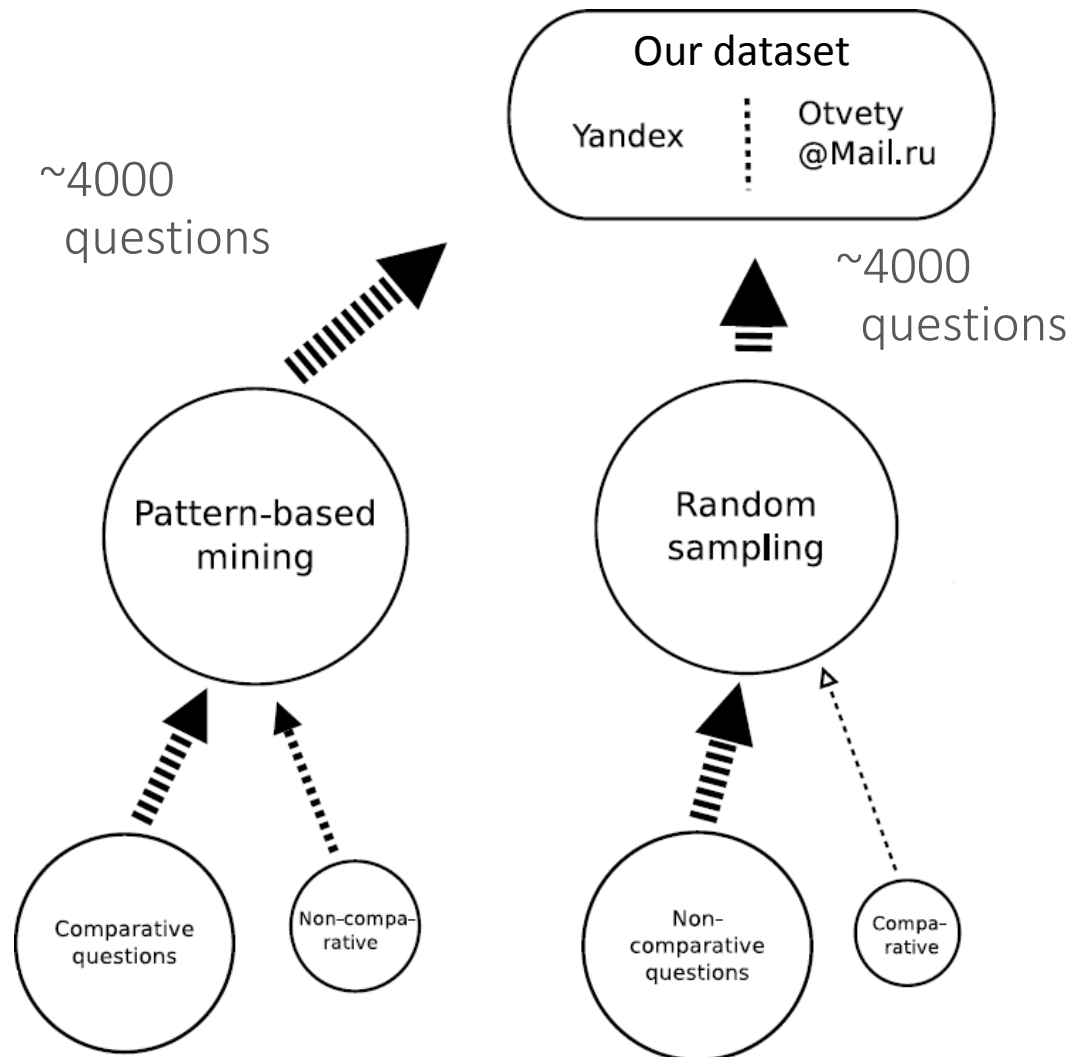 Our dataset
Yandex
Otvety
@Mail.ru
~4000
questions
~4000
questions
Pattern-based
mining
Random
sampling
Comparative
questions
Non-compa-
rative
Non-
comparative
questions
Compa-
rative